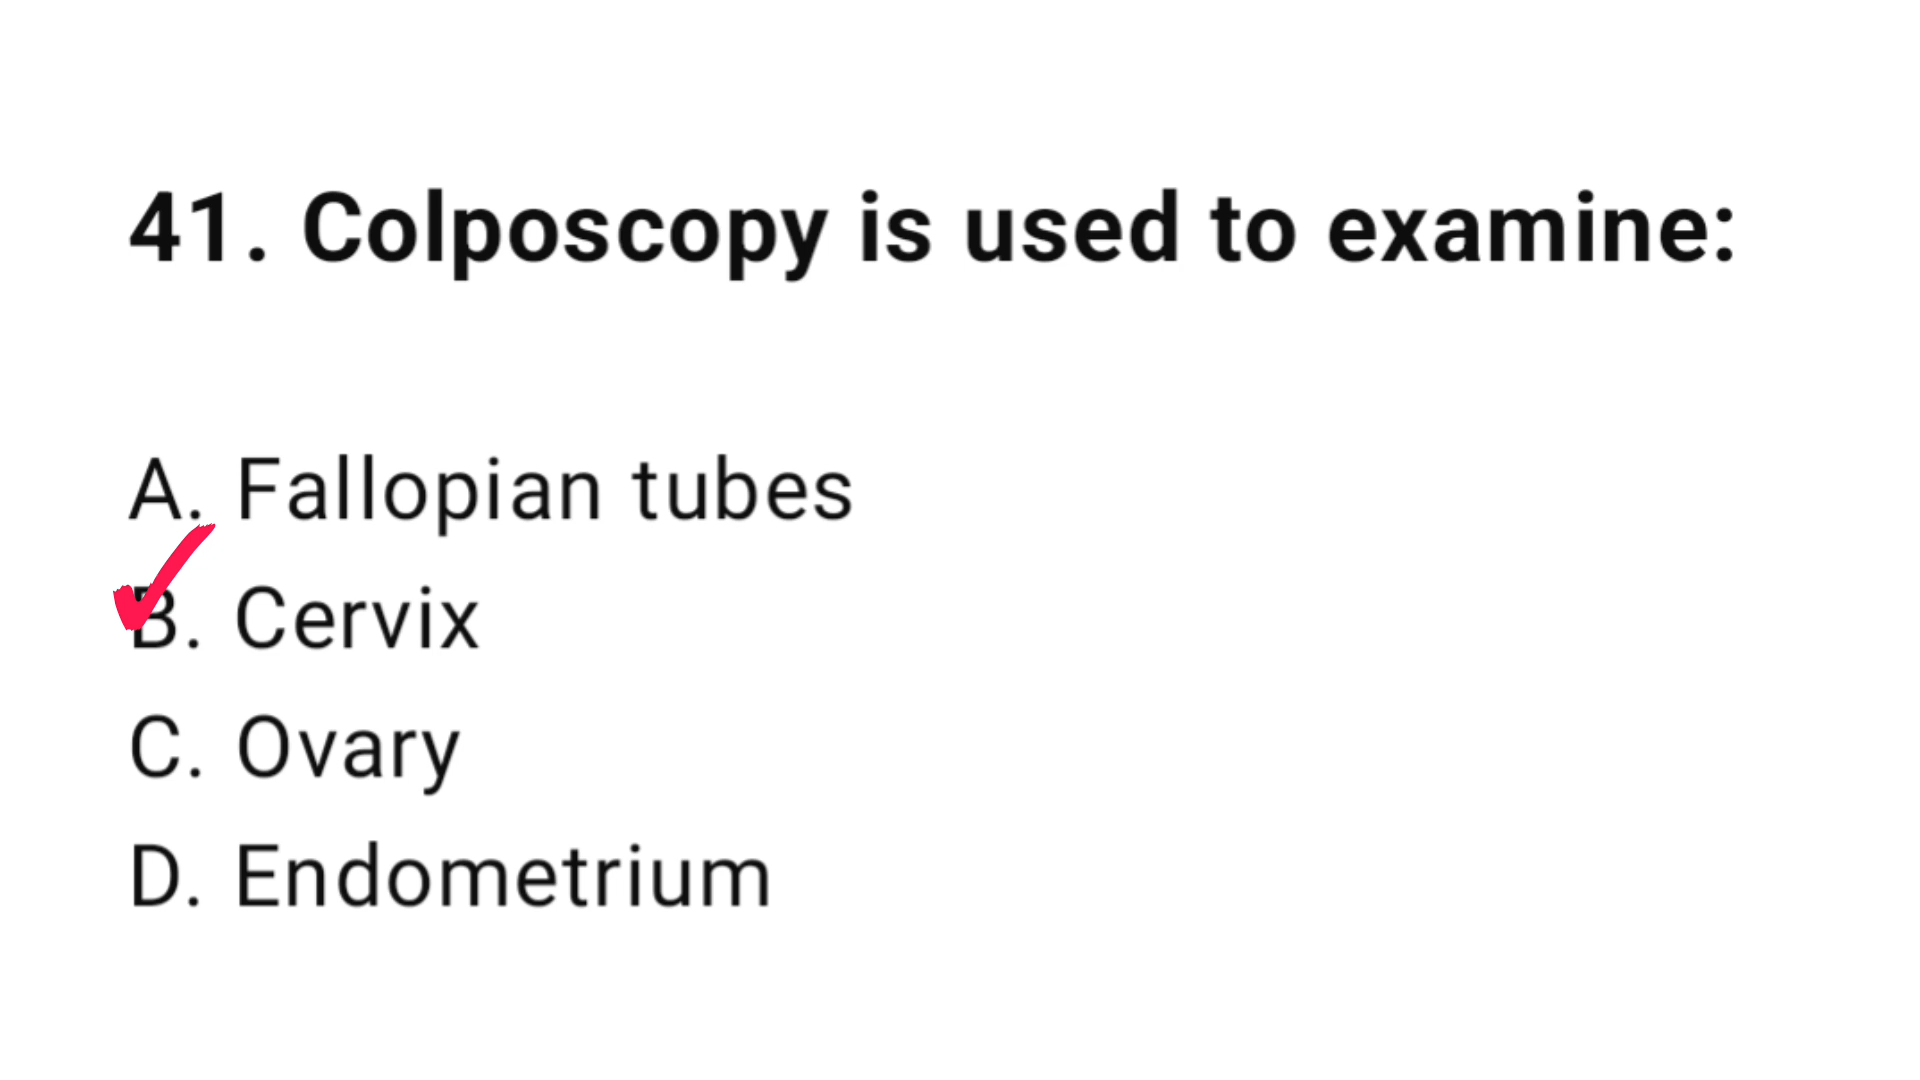 41. Colposcopy is used to examine:
A. Fallopian tubes
B. Cervix
C. Ovary
D. Endometrium